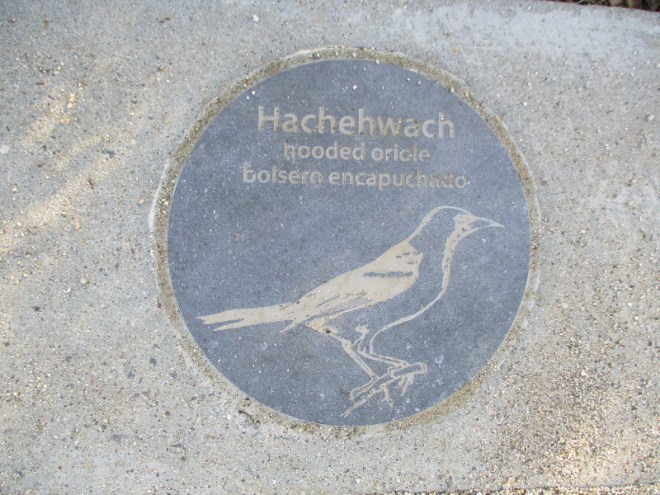 Hachehwach
hooded oriole
bolsero encapuchado